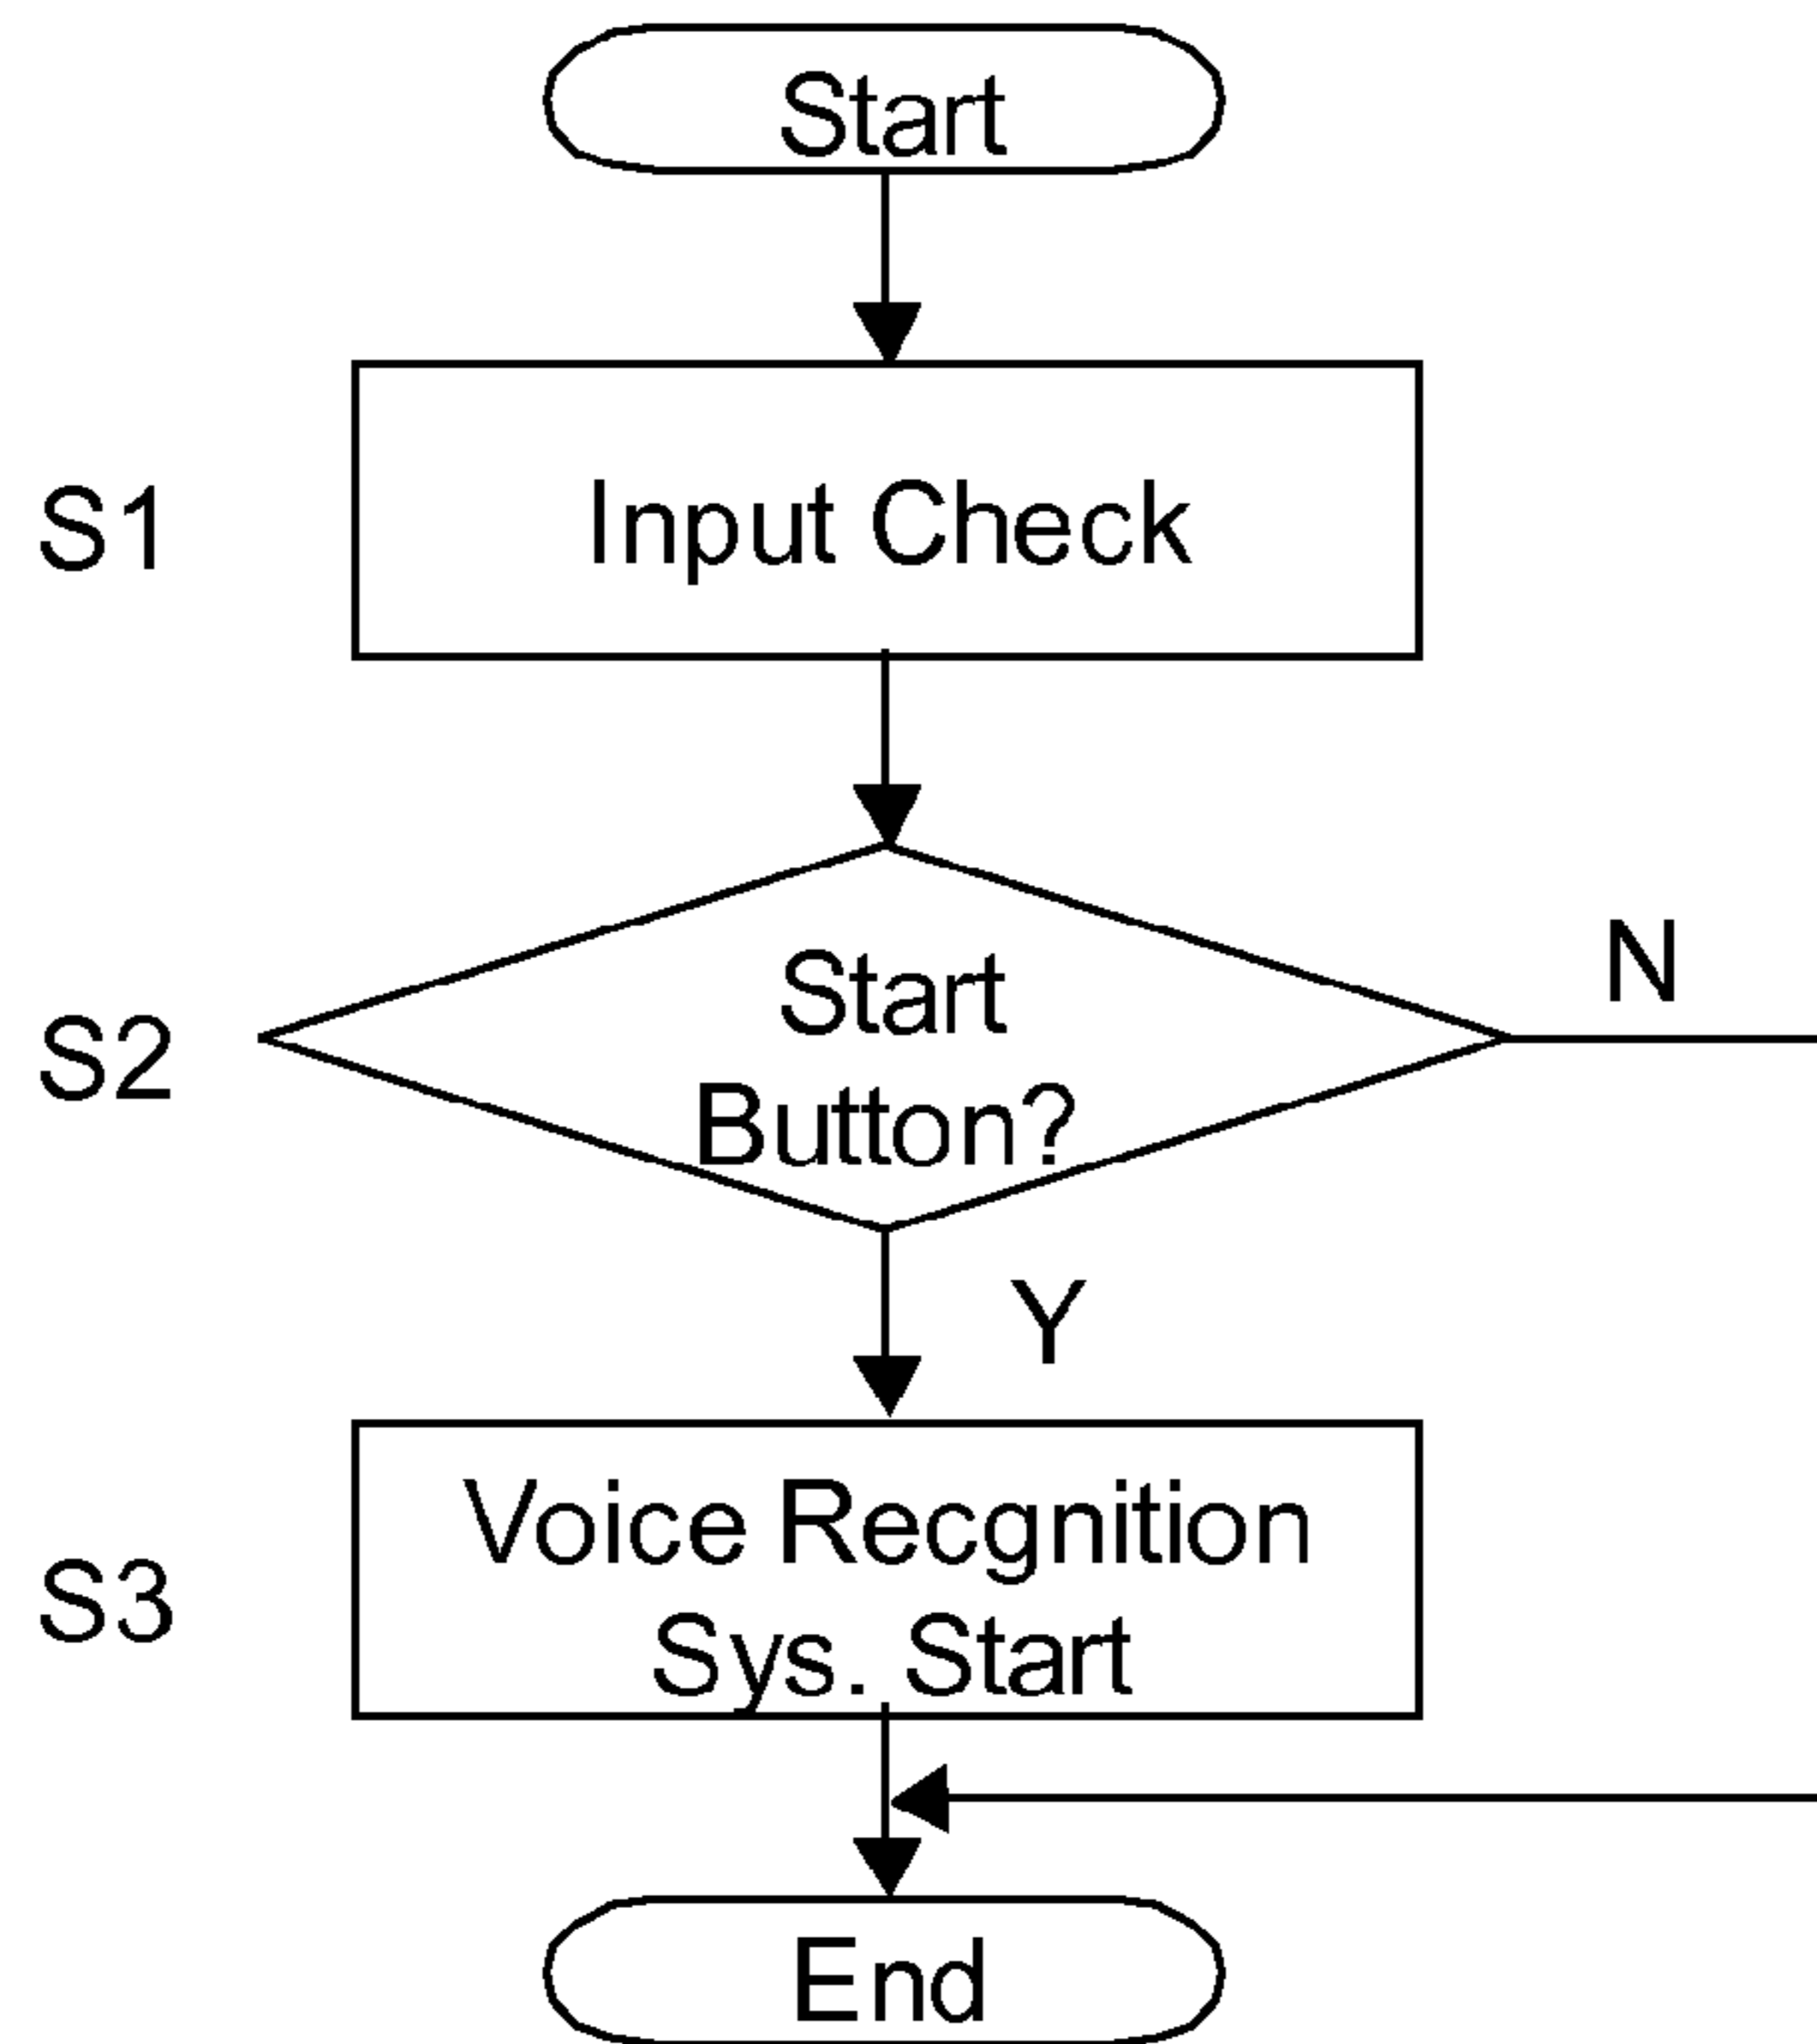 Start
S1
Input Check
S2
Start
Button?
N
Y
S3
Voice Recgnition
Sys. Start
End